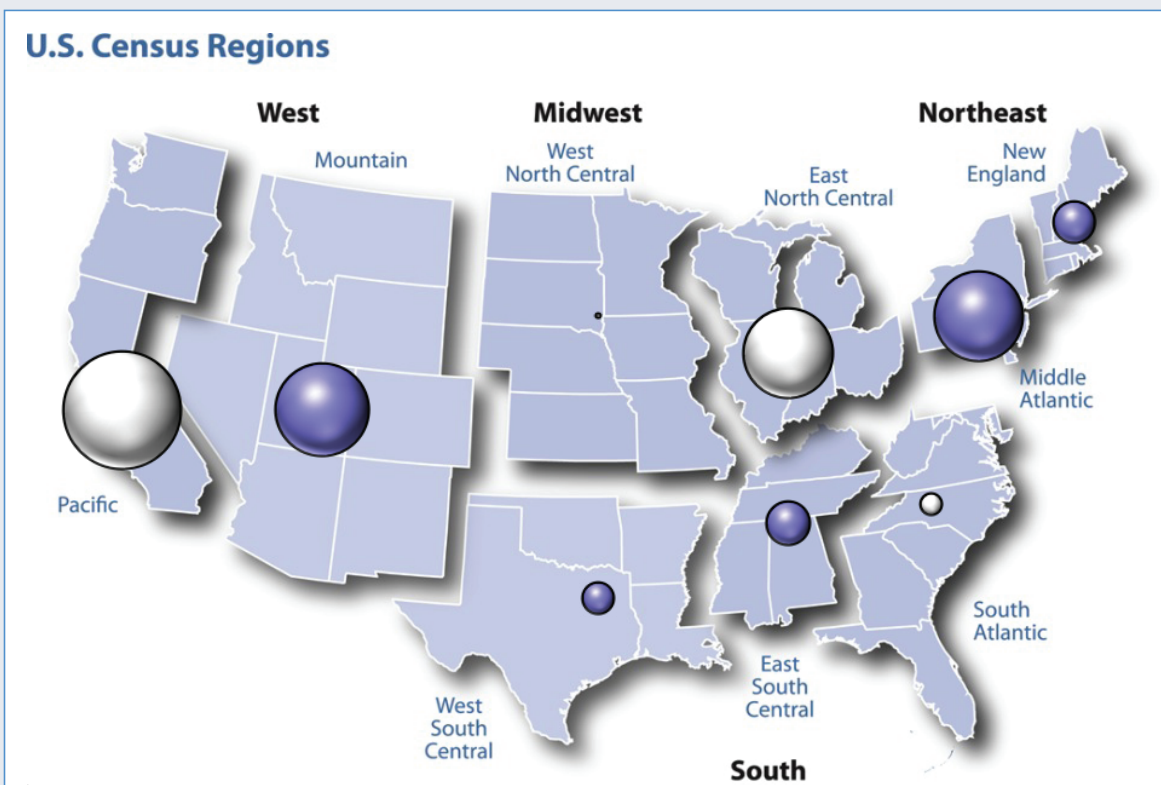 U.S. Census Regions
West
Midwest
Northeast
Mountain
West
North Central
East
North Central
New
England
Pacific
Middle
Atlantic
West
South
Central
East
South
Central
South
Atlantic
South